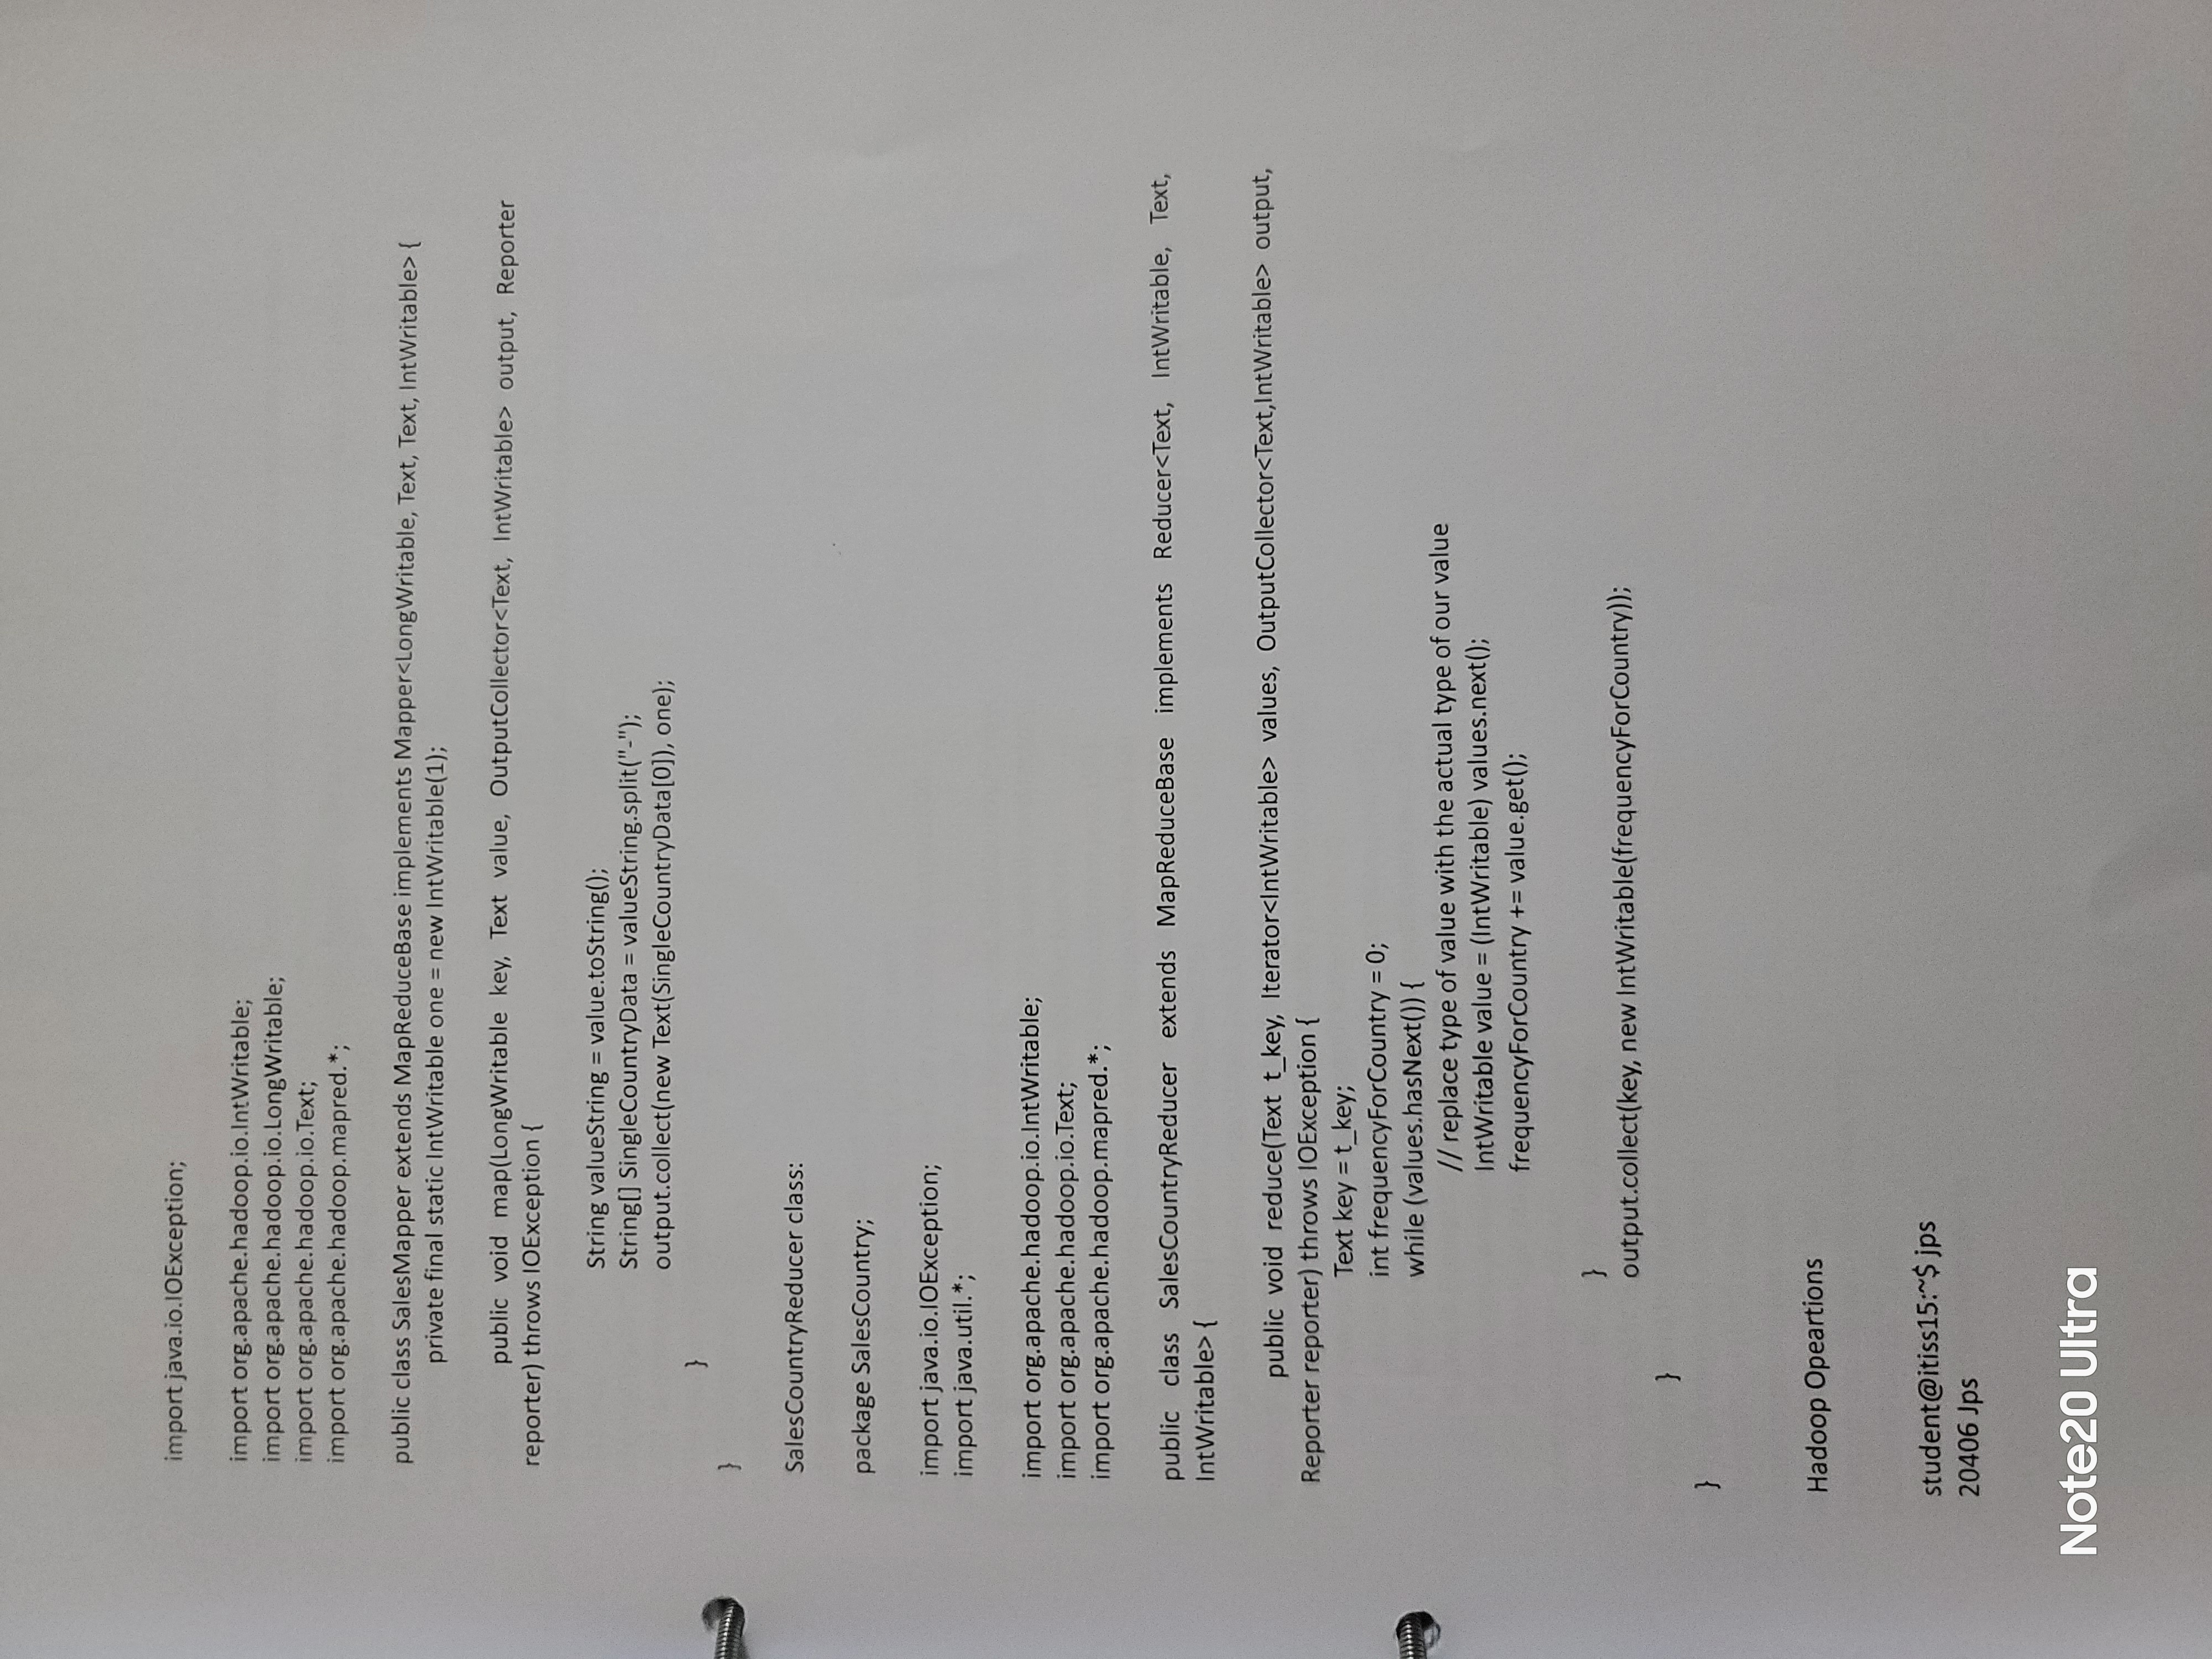 import java.io.IOException;
import org.apache.hadoop.io.IntWritable;
import org.apache.hadoop.io.LongWritable;
import org.apache.hadoop.io.Text;
import org.apache.hadoop.mapred.*;
public class SalesMapper extends MapReduceBase implements Mapper<LongWritable, Text, Text, IntWritable> {
private final static IntWritable one = new IntWritable(1);
public void map(LongWritable key, Text value, OutputCollector<Text, IntWritable> output, Reporter
reporter) throws IOException {
String valueString = value.toString();
String[] SingleCountryData = valueString.split("-");
output.collect(new Text(SingleCountryData[0]), one);
}
}
SalesCountryReducer class:
package SalesCountry;
import java.io.IOException;
import java.util.*;
import org.apache.hadoop.io.IntWritable;
import org.apache.hadoop.io.Text;
import org.apache.hadoop.mapred.*;
public class SalesCountryReducer extends MapReduceBase implements Reducer<Text, IntWritable, Text,
IntWritable> {
public void reduce(Text t_key, Iterator<IntWritable> values, OutputCollector<Text,IntWritable> output,
Reporter reporter) throws IOException {
Text key = t_key;
int frequencyForCountry = 0;
while (values.hasNext()) {
// replace type of value with the actual type of our value
IntWritable value = (IntWritable) values.next();
frequencyForCountry += value.get();
}
output.collect(key, new IntWritable(frequencyForCountry));
}
}
Hadoop Opeartions
student@itiss15:~$ jps
20406 Jps
Note20 Ultra